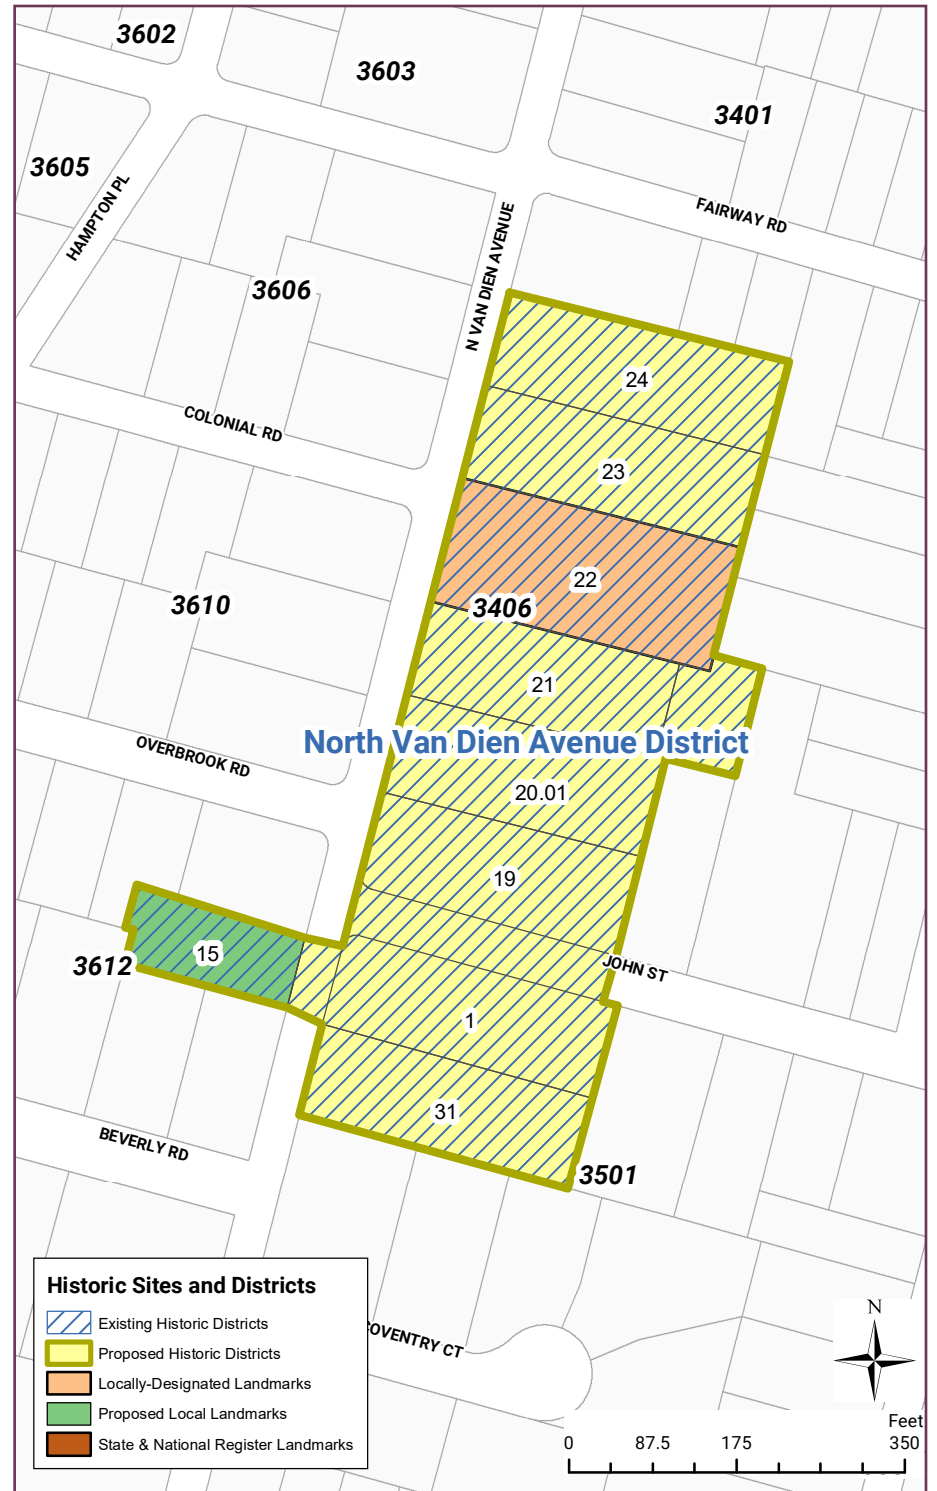 3602
3603
3401
3605
HAMPTON PL
FAIRWAY RD
N VAN DIEN AVENUE
3606
24
COLONIAL RD
23
22
3610
3406
21
North Van Dien Avenue District
OVERBROOK RD
20.01
19
15
3612
JOHN ST
1
31
BEVERLY RD
3501
Historic Sites and Districts
Existing Historic Districts
Proposed Historic Districts
Locally-Designated Landmarks
Proposed Local Landmarks
State & National Register Landmarks
COVENTRY CT
N
Feet
0 87.5 175 350